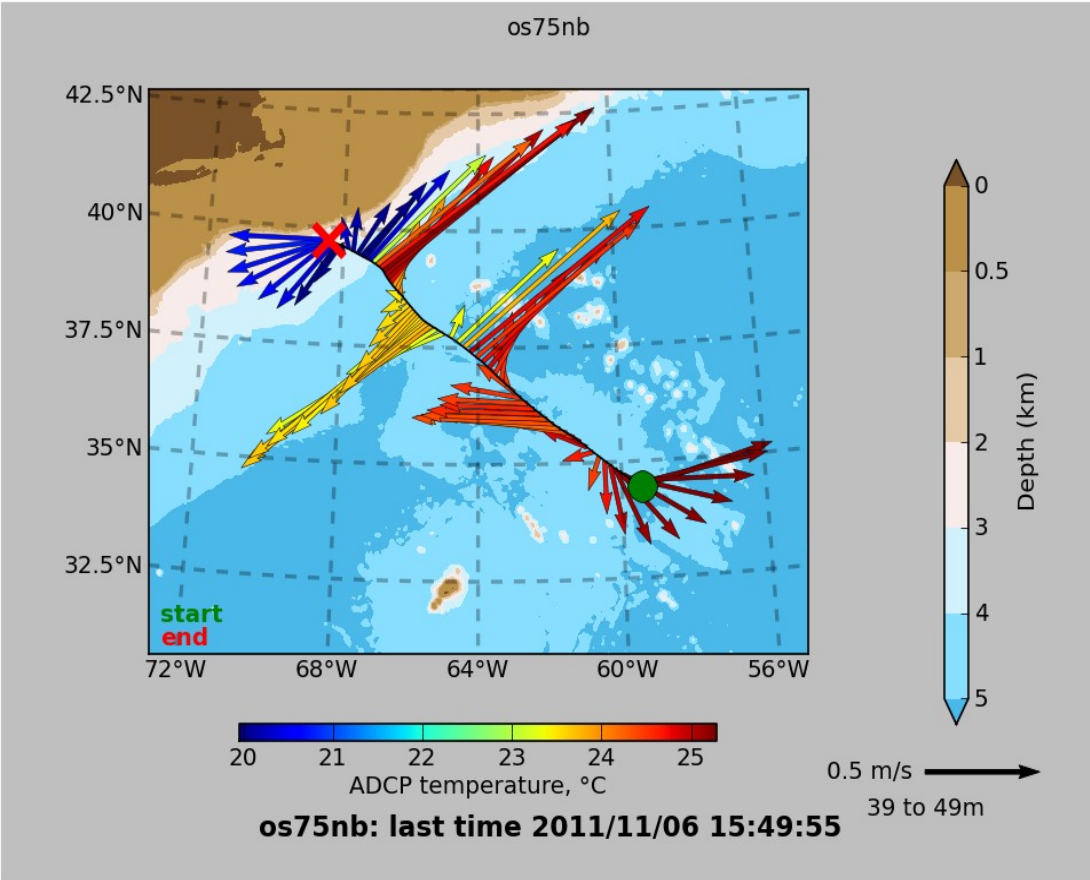 os75nb
42.5°N
40°N
37.5°N
35°N
32.5°N
start
end
72°W 68°W 64°W 60°W 56°W
0
0.5
1
2
3
4
5
Depth (km)
20 21 22 23 24 25
ADCP temperature, °C
0.5 m/s
39 to 49m
os75nb: last time 2011/11/06 15:49:55